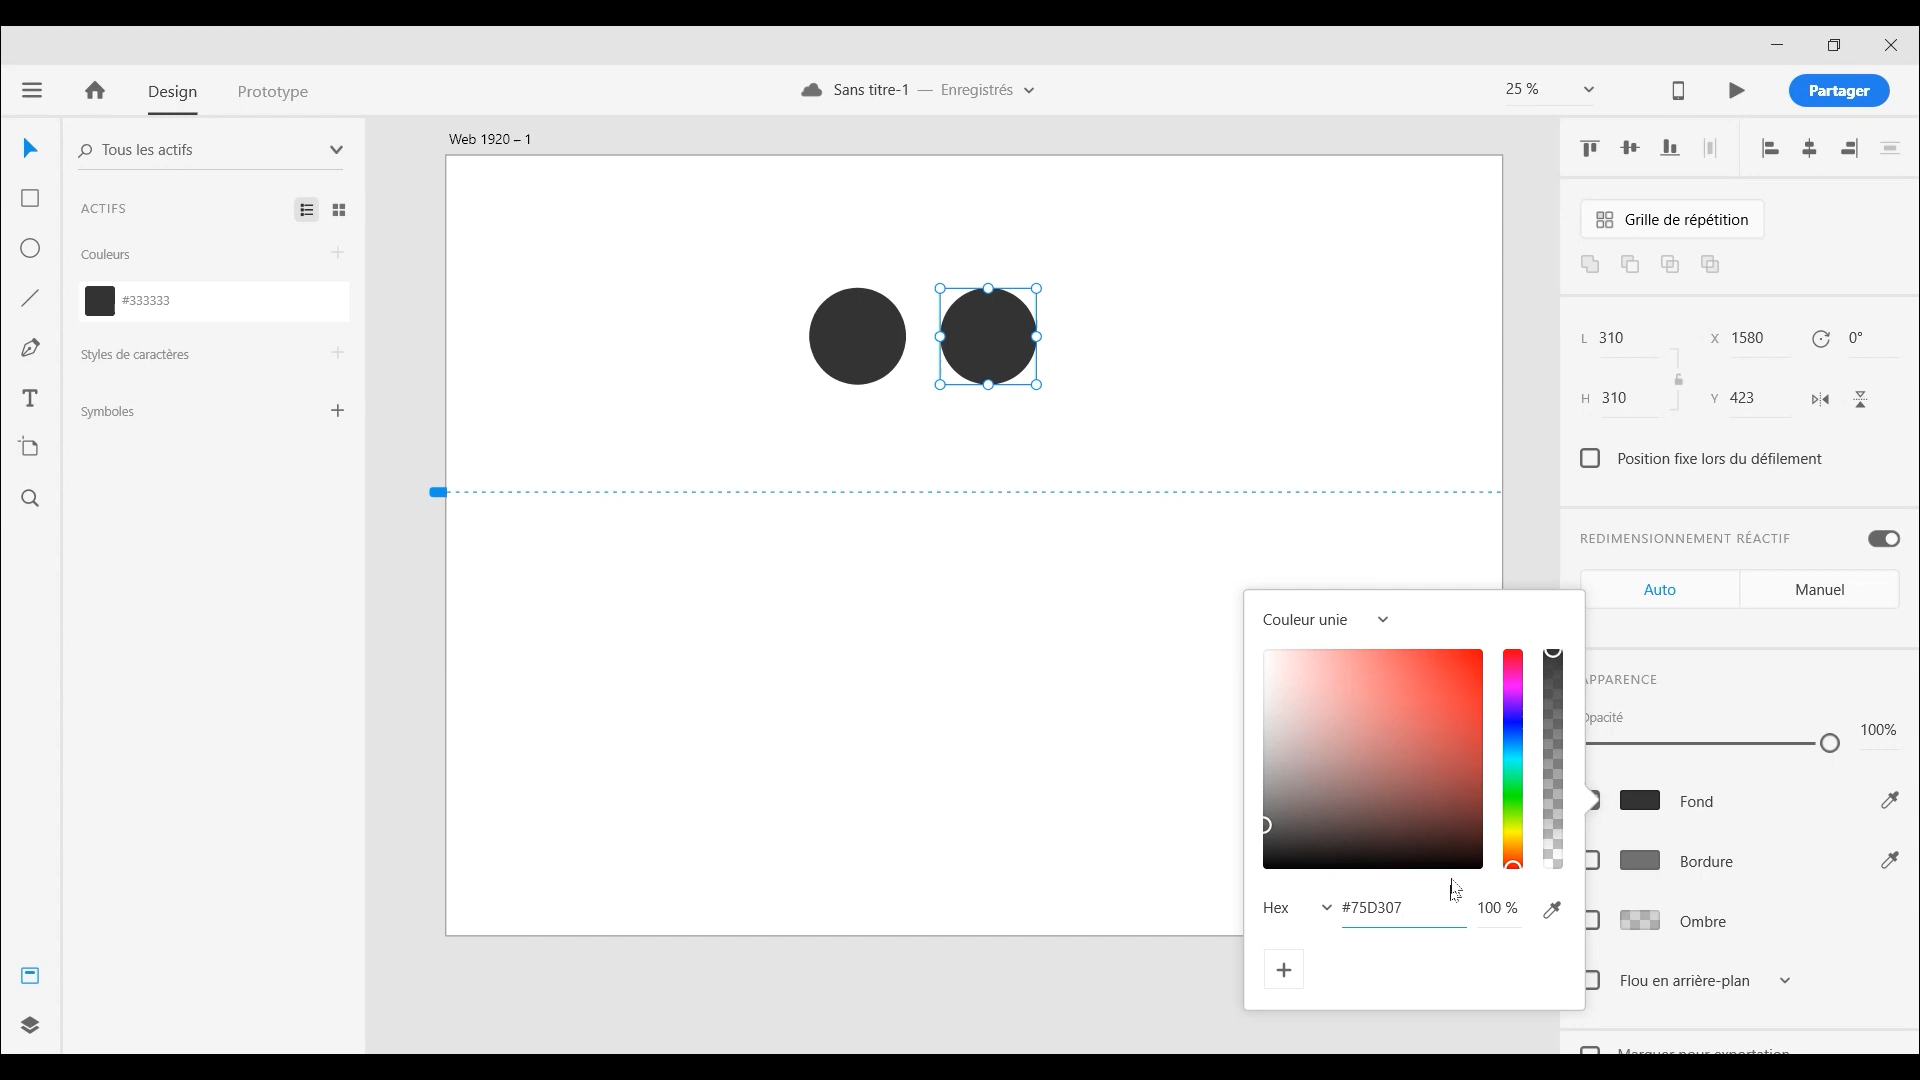 Design
Prototype
Sans titre-1 — Enregistrés
25 %
Partager
Tous les actifs
ACTIFS
Couleurs
#333333
Styles de caractères
Symboles
Web 1920 – 1
Grille de répétition
L 310
X 1580
0°
H 310
Y 423
Position fixe lors du défilement
REDIMENSIONNEMENT RÉACTIF
Auto
Manuel
Couleur unie
Hex
#75D307
100 %
APPARENCE
Opacité
100%
Fond
Bordure
Ombre
Flou en arrière-plan
Marquer pour exportation